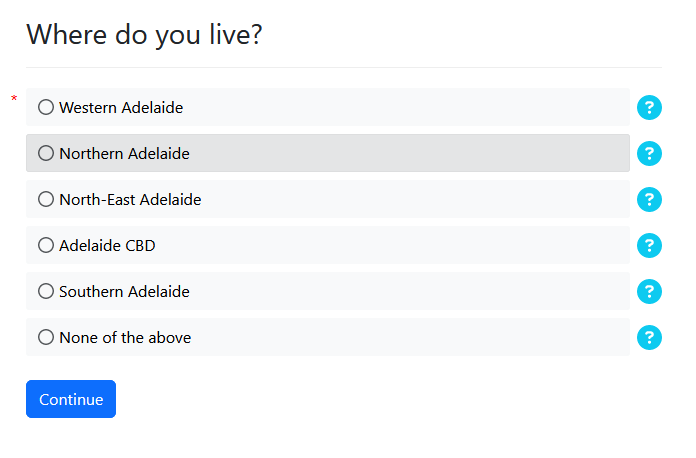 Where do you live?
* Western Adelaide ?
Northern Adelaide ?
North-East Adelaide ?
Adelaide CBD ?
Southern Adelaide ?
None of the above ?
Continue